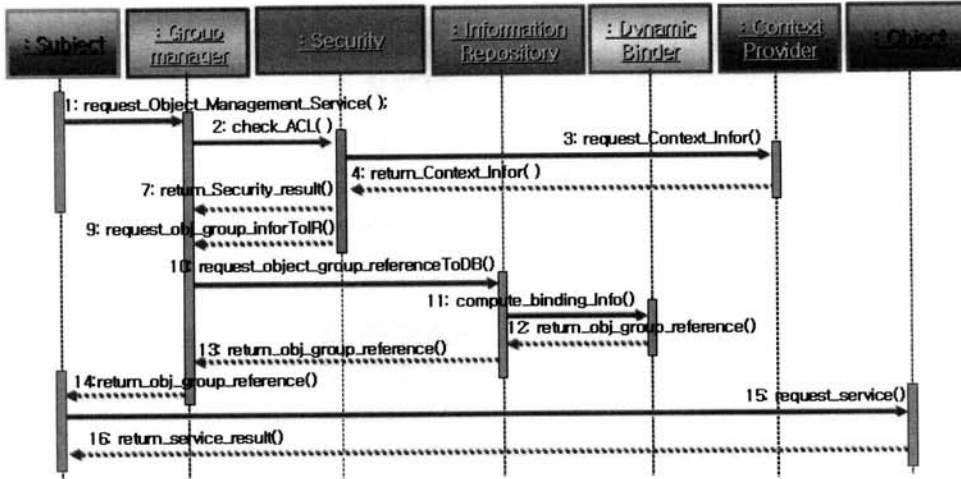 : Subject
: Group
manager
: Security
: Information
Repository
: Dynamic
Binder
: Context
Provider
: Object
1: request_Object_Management_Service( );
2: check_ACL( )
3: request_Context_Infor()
4: return_Context_Infor( )
7: return_Security_result()
9: request_obj_group_inforToIR()
10: request_object_group_referenceToDB()
11: compute_binding_Info()
12: return_obj_group_reference()
13: return_obj_group_reference()
14:return_obj_group_reference()
15: request_service()
16: return_service_result()